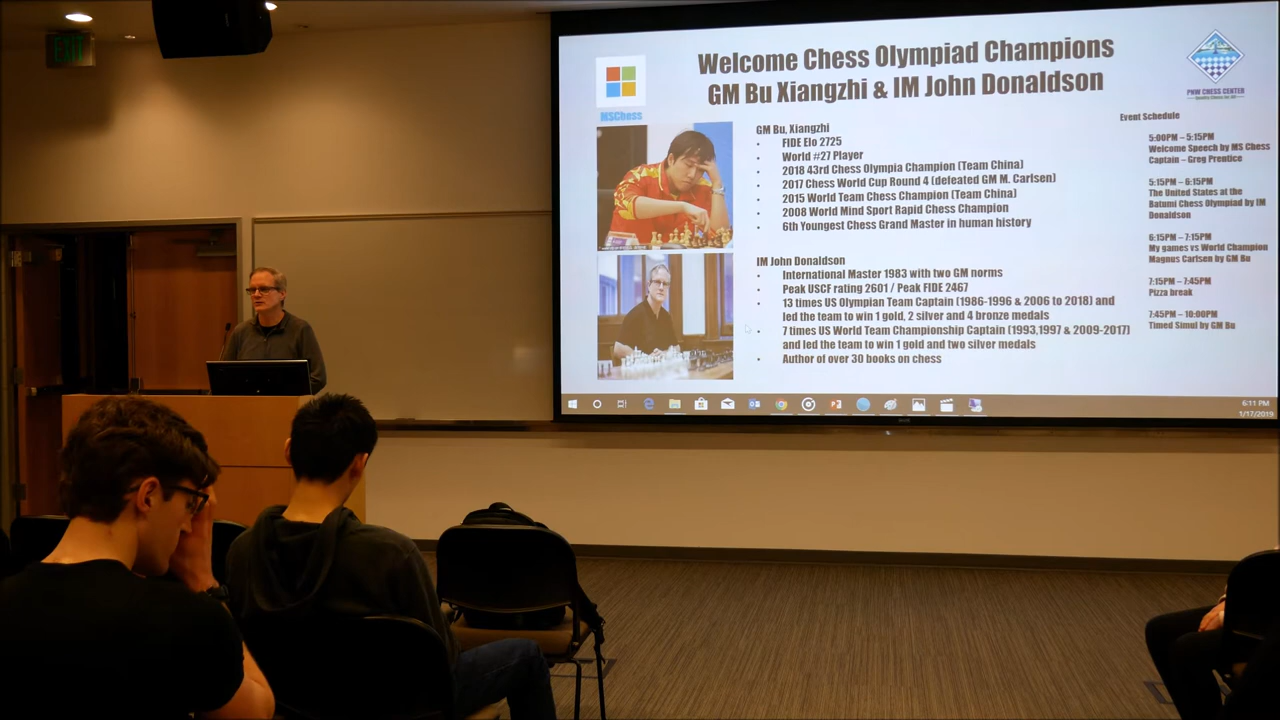 EXIT
Welcome Chess Olympiad Champions
GM Bu Xiangzhi & IM John Donaldson
MSChess
PNW CHESS CENTER
GM Bu, Xiangzhi
• FIDE Elo 2725
• World #27 Player
• 2018 43rd Chess Olympia Champion (Team China)
• 2017 Chess World Cup Round 4 (defeated GM M. Carlsen)
• 2015 World Team Chess Champion (Team China)
• 2008 World Mind Sport Rapid Chess Champion
• 6th Youngest Chess Grand Master in human history
IM John Donaldson
• International Master 1983 with two GM norms
• Peak USCF rating 2601 / Peak FIDE 2467
• 13 times US Olympian Team Captain (1986-1996 & 2006 to 2018) and
led the team to win 1 gold, 2 silver and 4 bronze medals
• 7 times US World Team Championship Captain (1993,1997 & 2009-2017)
and led the team to win 1 gold and two silver medals
• Author of over 30 books on chess
Event Schedule
5:00PM – 5:15PM
Welcome Speech by MS Chess
Captain – Greg Prentice
5:15PM – 6:15PM
The United States at the
Batumi Chess Olympiad by IM
Donaldson
6:15PM – 7:15PM
My games vs World Champion
Magnus Carlsen by GM Bu
7:15PM – 7:45PM
Pizza break
7:45PM – 10:00PM
Timed Simul by GM Bu
6:11 PM
1/17/2019